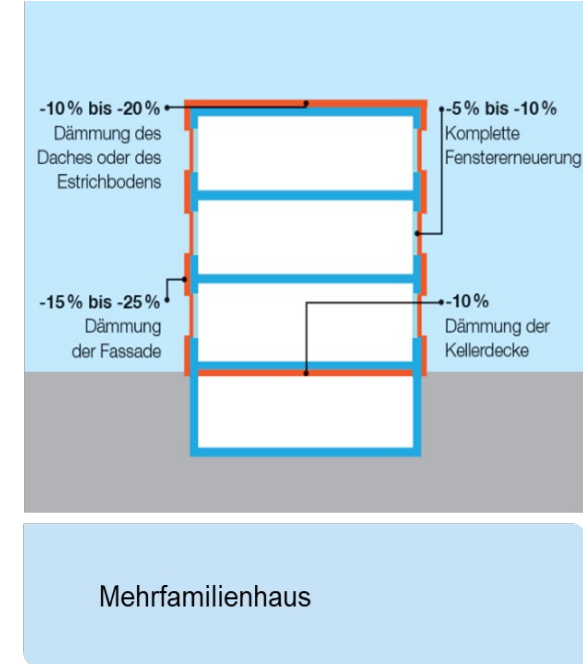 -10% bis -20%
Dämmung des
Daches oder des
Estrichbodens
-5% bis -10%
Komplette
Fenstererneuerung
-15% bis -25%
Dämmung
der Fassade
-10%
Dämmung der
Kellerdecke
Mehrfamilienhaus